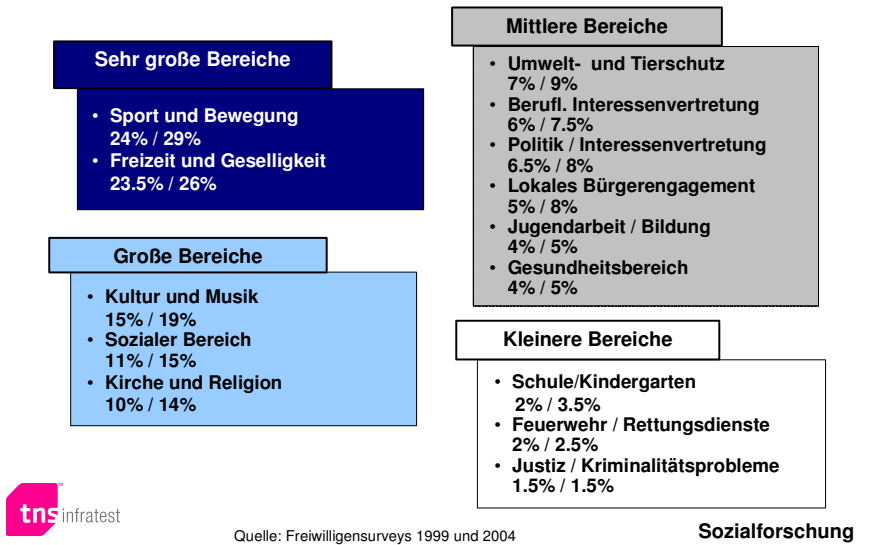 Sehr große Bereiche
• Sport und Bewegung
24% / 29%
• Freizeit und Geselligkeit
23.5% / 26%
Große Bereiche
• Kultur und Musik
15% / 19%
• Sozialer Bereich
11% / 15%
• Kirche und Religion
10% / 14%
Mittlere Bereiche
• Umwelt- und Tierschutz
7% / 9%
• Berufl. Interessenvertretung
6% / 7.5%
• Politik / Interessenvertretung
6.5% / 8%
• Lokales Bürgerengagement
5% / 8%
• Jugendarbeit / Bildung
4% / 5%
• Gesundheitsbereich
4% / 5%
Kleinere Bereiche
• Schule/Kindergarten
2% / 3.5%
• Feuerwehr / Rettungsdienste
2% / 2.5%
• Justiz / Kriminalitätsprobleme
1.5% / 1.5%
tns infratest
Quelle: Freiwilligensurveys 1999 und 2004
Sozialforschung